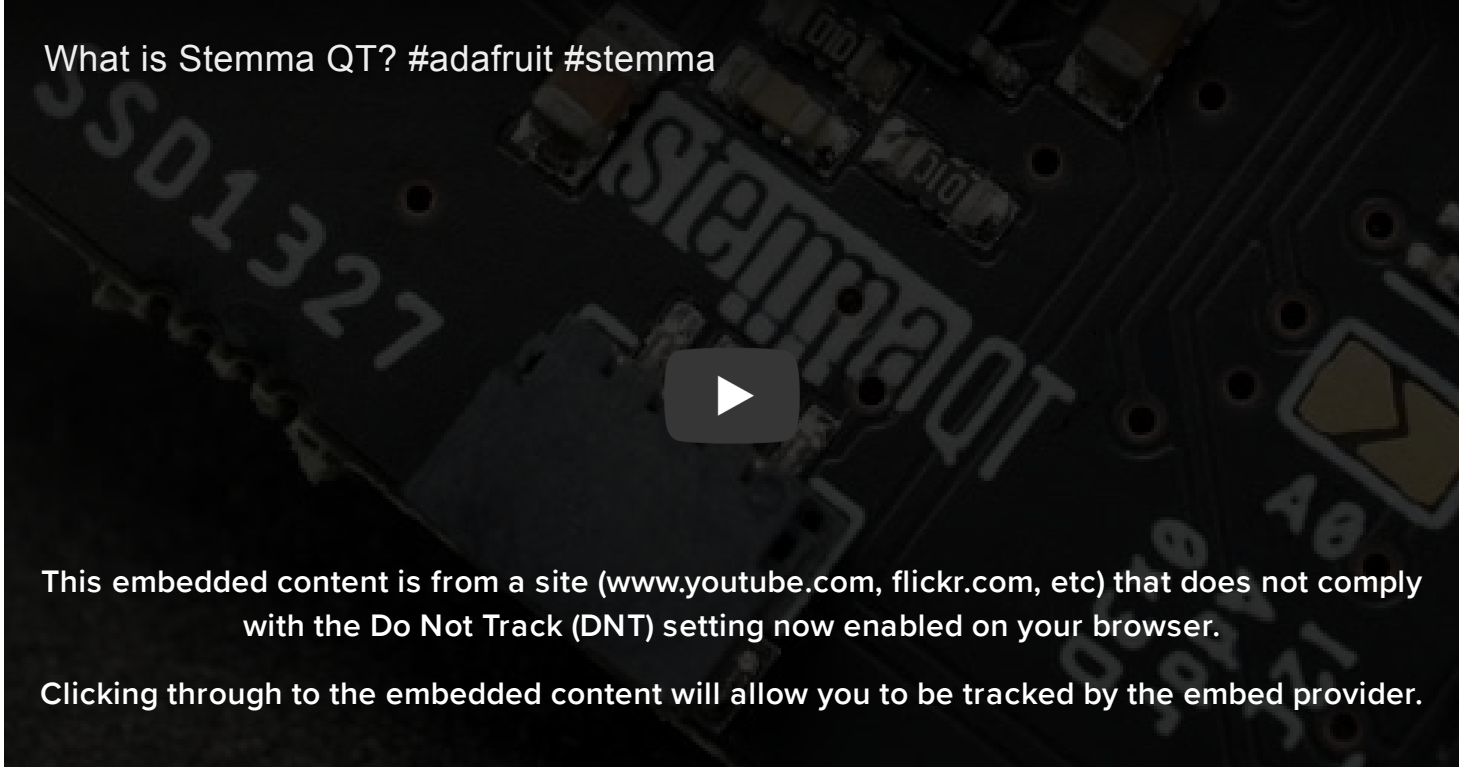 What is Stemma QT? #adafruit #stemma
SSD1327
010
010
stemma QT
A0
This embedded content is from a site (www.youtube.com, flickr.com, etc) that does not comply
with the Do Not Track (DNT) setting now enabled on your browser.
Clicking through to the embedded content will allow you to be tracked by the embed provider.